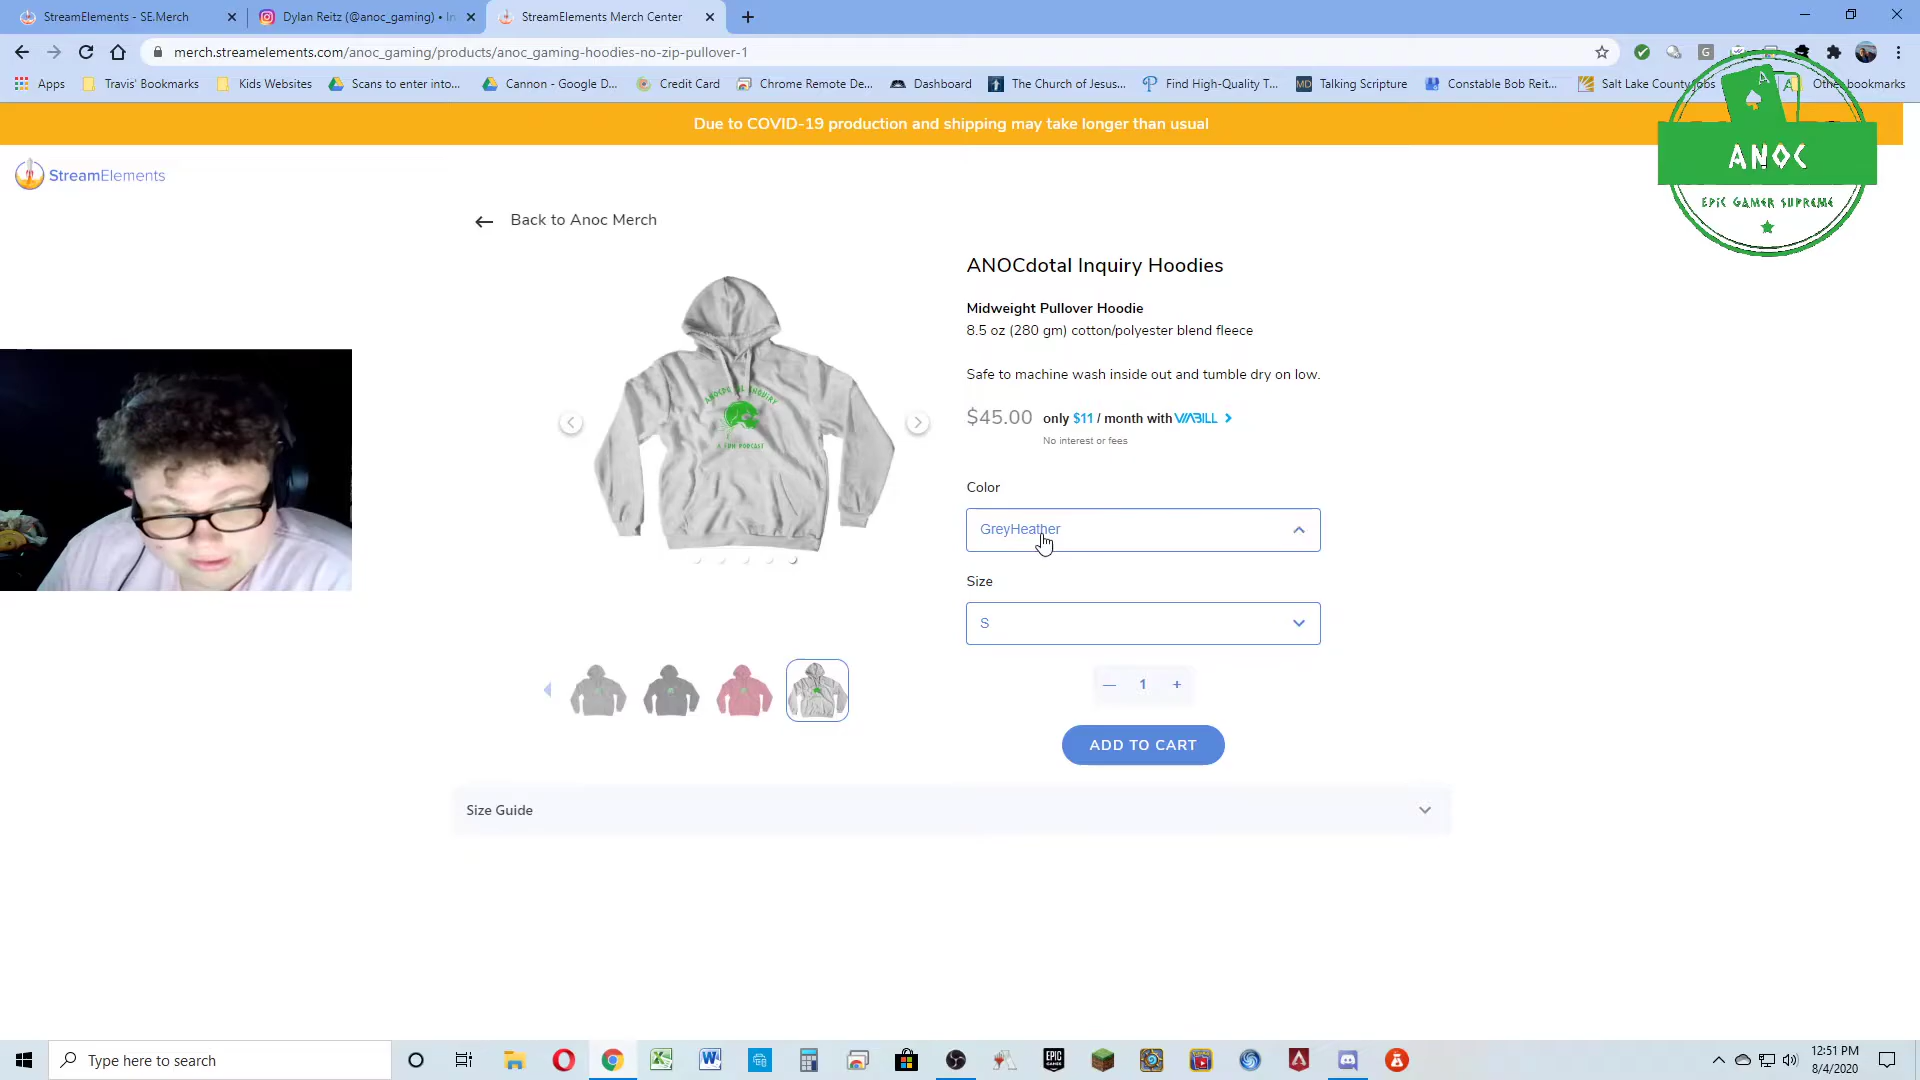 StreamElements - SE.Merch
Dylan Reitz (@anoc_gaming) • In
StreamElements Merch Center
merch.streamelements.com/anoc_gaming/products/anoc_gaming-hoodies-no-zip-pullover-1
Apps
Travis' Bookmarks
Kids Websites
Scans to enter into...
Cannon - Google D...
Credit Card
Chrome Remote De...
Dashboard
The Church of Jesus...
Find High-Quality T...
MD
Talking Scripture
Constable Bob Reit...
Salt Lake County Jobs
Other bookmarks
Due to COVID-19 production and shipping may take longer than usual
A
ANOC
EPIC GAMER SUPREME
StreamElements
Back to Anoc Merch
ANOCdotal Inquiry Hoodies
Midweight Pullover Hoodie
8.5 oz (280 gm) cotton/polyester blend fleece
Safe to machine wash inside out and tumble dry on low.
$45.00
only $11 / month with VIABILL
No interest or fees
INQUIRY
A FUN PODCAST
Color
GreyHeather
Size
S
— 1 +
ADD TO CART
Size Guide
Type here to search
EPIC GAMES
12:51 PM
8/4/2020